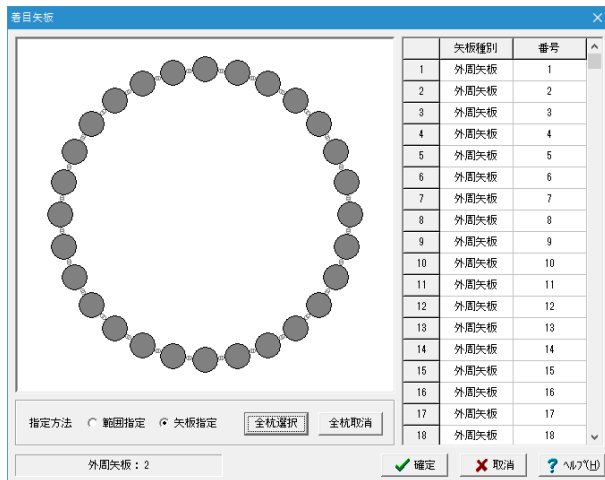 着目矢板
矢板種別 番号
1 外周矢板 1
2 外周矢板 2
3 外周矢板 3
4 外周矢板 4
5 外周矢板 5
6 外周矢板 6
7 外周矢板 7
8 外周矢板 8
9 外周矢板 9
10 外周矢板 10
11 外周矢板 11
12 外周矢板 12
13 外周矢板 13
14 外周矢板 14
15 外周矢板 15
16 外周矢板 16
17 外周矢板 17
18 外周矢板 18
指定方法 範囲指定 矢板指定 全杭選択 全杭取消
外周矢板：2 確定 取消 ? ﾍﾙﾌﾟ(H)